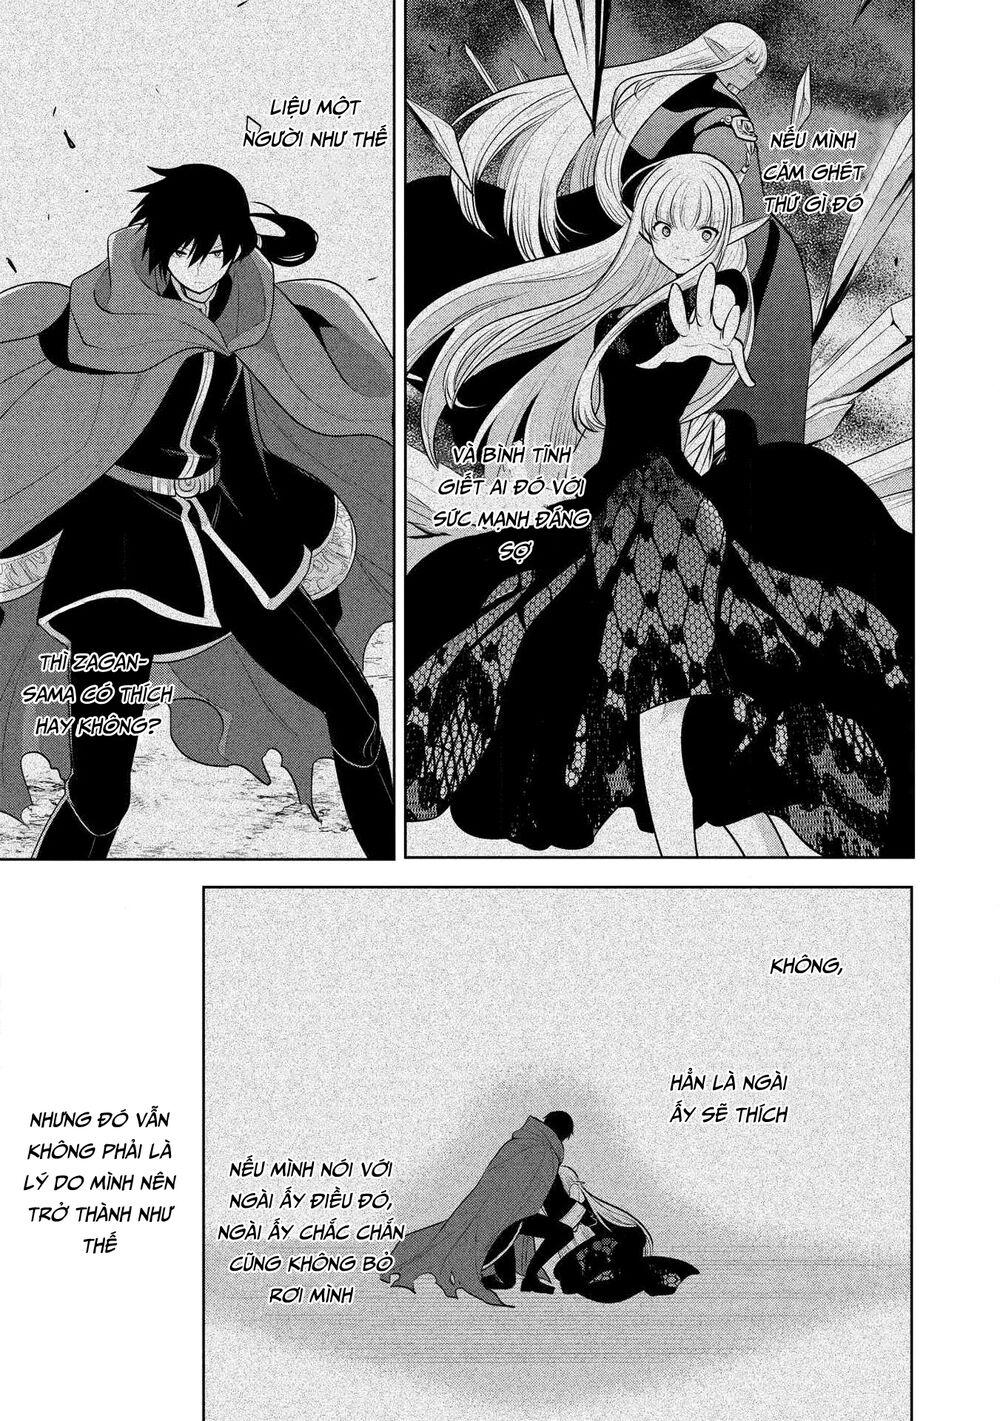 NẾU MÌNH
CĂM GHÉT
THỨ GÌ ĐÓ
VÀ BÌNH TĨNH
GIẾT AI ĐÓ VỚI
SỨC MẠNH ĐÁNG
SỢ
LIỆU MỘT
NGƯỜI NHƯ THẾ
THÌ ZAGAN-
SAMA CÓ THÍCH
HAY KHÔNG?
KHÔNG,
HẲN LÀ NGÀI
ẤY SẼ THÍCH
NẾU MÌNH NÓI VỚI
NGÀI ẤY ĐIỀU ĐÓ,
NGÀI ẤY CHẮC CHẮN
CŨNG KHÔNG BỎ
RƠI MÌNH
NHƯNG ĐÓ VẪN
KHÔNG PHẢI LÀ
LÝ DO MÌNH NÊN
TRỞ THÀNH NHƯ
THẾ